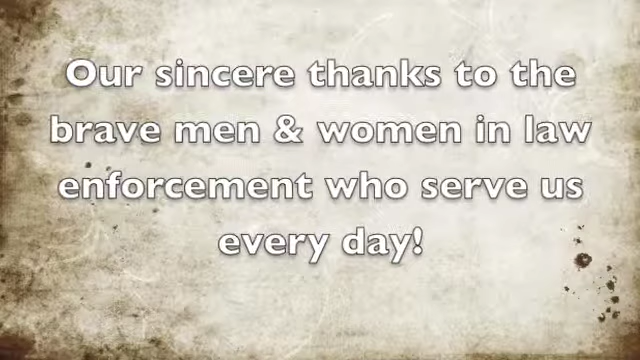 Our sincere thanks to the
brave men & women in law
enforcement who serve us
every day!